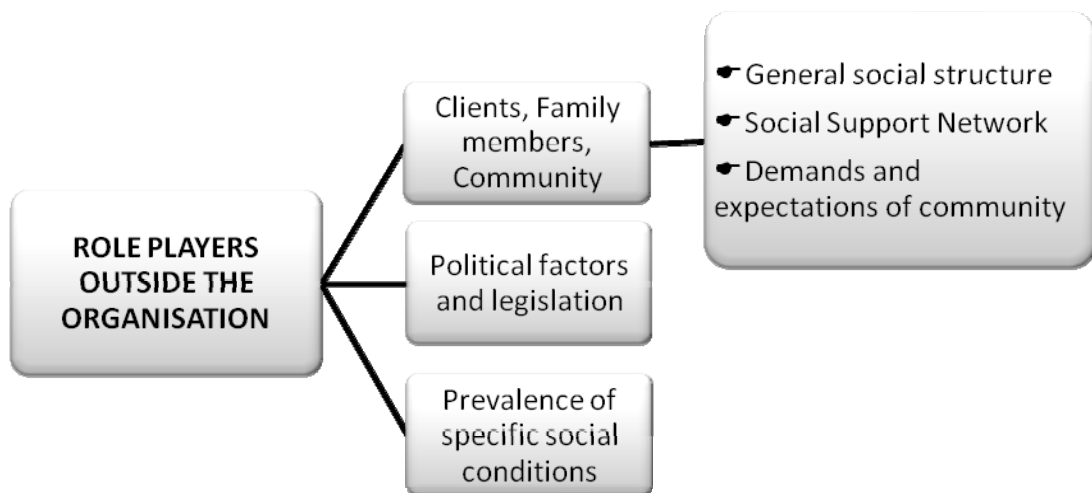 ROLE PLAYERS
OUTSIDE THE
ORGANISATION
Clients, Family
members,
Community
☛ General social structure
☛ Social Support Network
☛ Demands and
expectations of community
Political factors
and legislation
Prevalence of
specific social
conditions